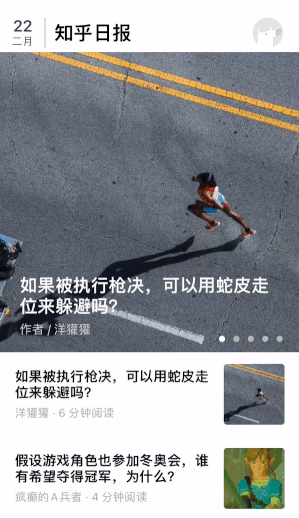 22
二月
知乎日报
如果被执行枪决，可以用蛇皮走
位来躲避吗？
作者 / 洋獾獾
如果被执行枪决，可以用蛇皮走
位来躲避吗？
洋獾獾 · 6 分钟阅读
假设游戏角色也参加冬奥会，谁
有希望夺得冠军，为什么？
疯癫的A兵者 · 4 分钟阅读